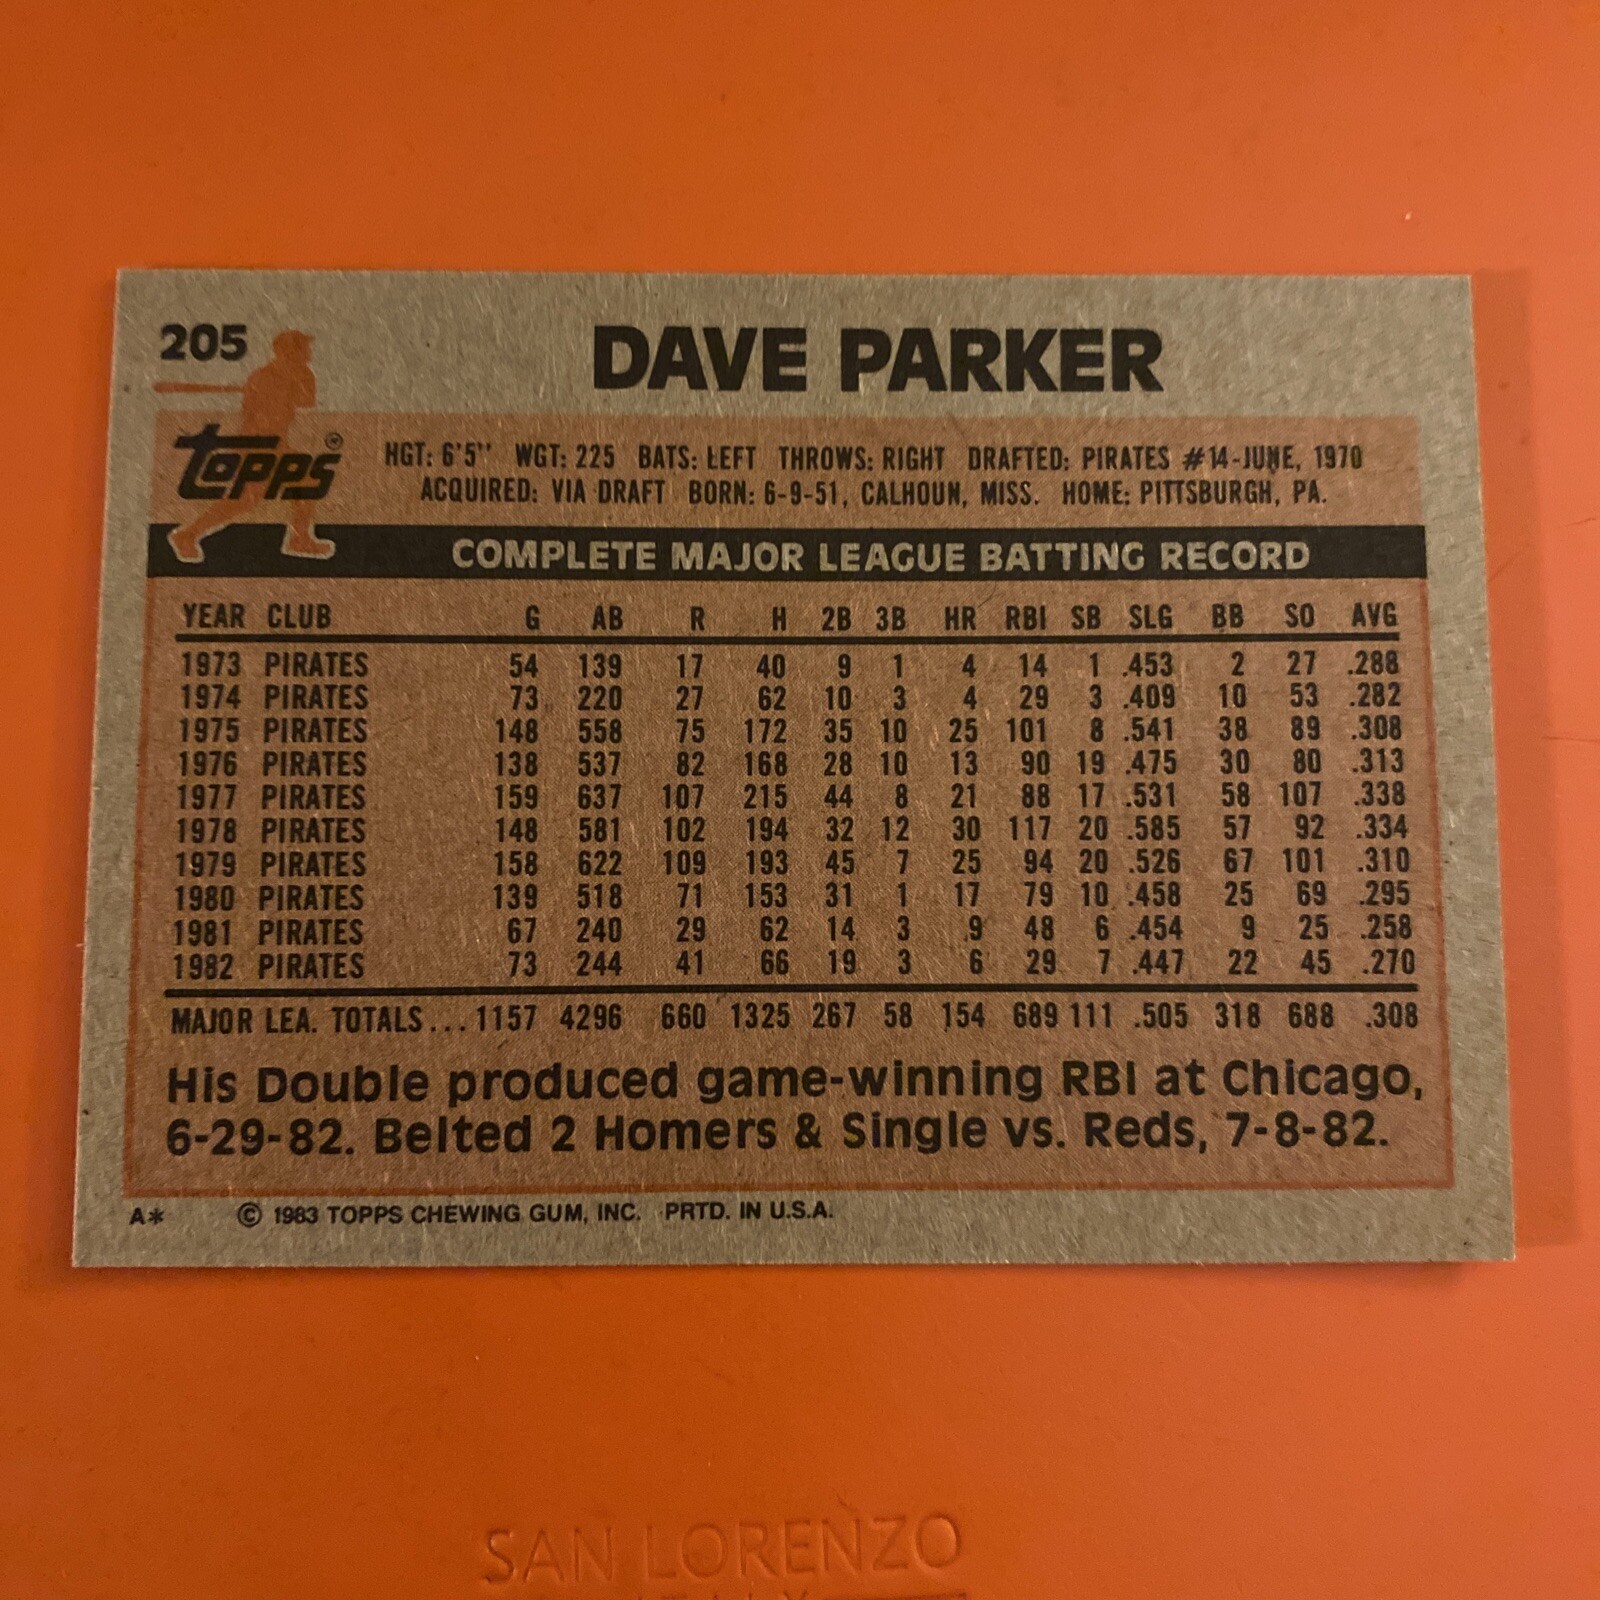 205
DAVE PARKER
TOPPS
HGT: 6'5" WGT: 225 BATS: LEFT THROWS: RIGHT DRAFTED: PIRATES #14-JUNE, 1970
ACQUIRED: VIA DRAFT BORN: 6-9-51, CALHOUN, MISS. HOME: PITTSBURGH, PA.
COMPLETE MAJOR LEAGUE BATTING RECORD
YEAR CLUB G AB R H 2B 3B HR RBI SB SLG BB SO AVG
1973 PIRATES 54 139 17 40 9 1 4 14 1 .453 2 27 .288
1974 PIRATES 73 220 27 62 10 3 4 29 3 .409 10 53 .282
1975 PIRATES 148 558 75 172 35 10 25 101 8 .541 38 89 .308
1976 PIRATES 138 537 82 168 28 10 13 90 19 .475 30 80 .313
1977 PIRATES 159 637 107 215 44 8 21 88 17 .531 58 107 .338
1978 PIRATES 148 581 102 194 32 12 30 117 20 .585 57 92 .334
1979 PIRATES 158 622 109 193 45 7 25 94 20 .526 67 101 .310
1980 PIRATES 139 518 71 153 31 1 17 79 10 .458 25 69 .295
1981 PIRATES 67 240 29 62 14 3 9 48 6 .454 9 25 .258
1982 PIRATES 73 244 41 66 19 3 6 29 7 .447 22 45 .270
MAJOR LEA. TOTALS... 1157 4296 660 1325 267 58 154 689 111 .505 318 688 .308
His Double produced game-winning RBI at Chicago,
6-29-82. Belted 2 Homers & Single vs. Reds, 7-8-82.
A* © 1983 TOPPS CHEWING GUM, INC. PRTD. IN U.S.A.
SAN LORENZO